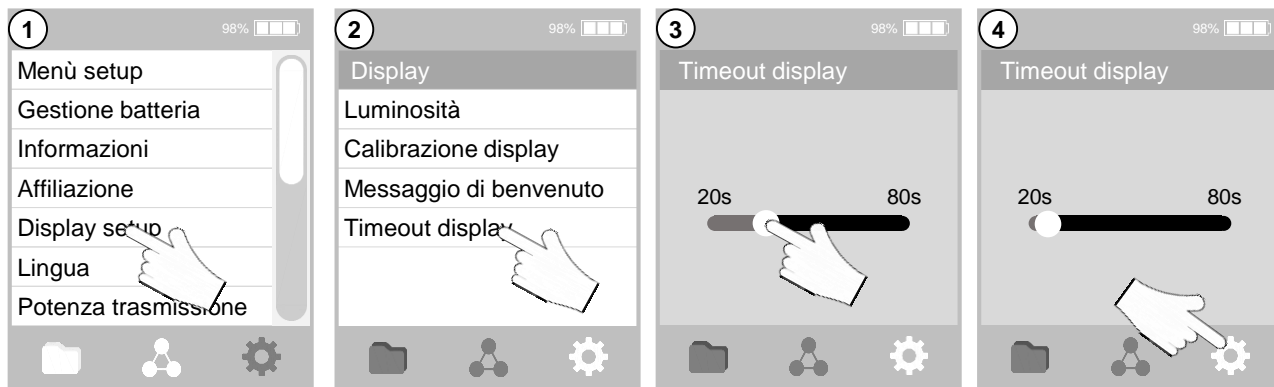 1
98%
Menù setup
Gestione batteria
Informazioni
Affiliazione
Display setup
Lingua
Potenza trasmissione
2
98%
Display
Luminosità
Calibrazione display
Messaggio di benvenuto
Timeout display
3
98%
Timeout display
20s 80s
4
98%
Timeout display
20s 80s